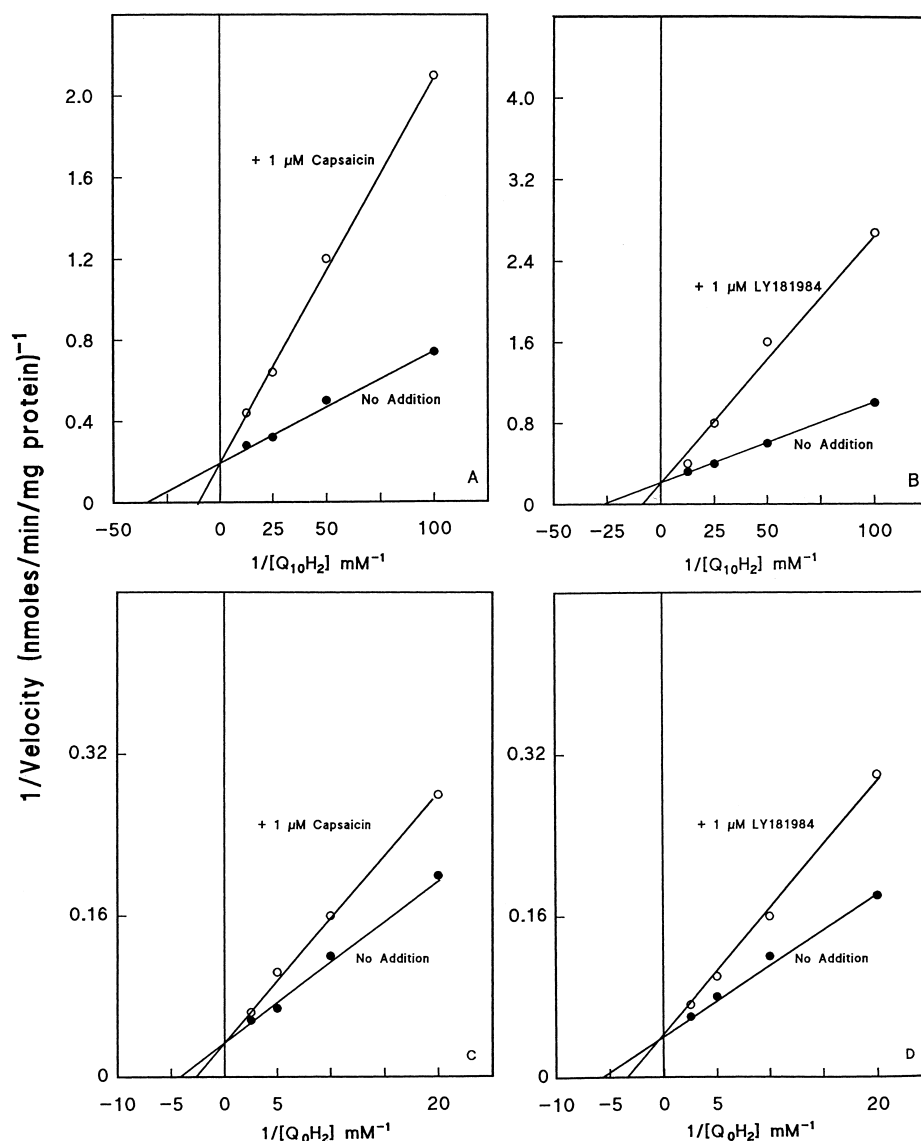 1/Velocity (nmoles/min/mg protein)⁻¹
2.0
1.6
1.2
0.8
0.4
0
+ 1 μM Capsaicin
No Addition
A
−50 −25 0 25 50 100
1/[Q₁₀H₂] mM⁻¹
4.0
3.2
2.4
1.6
0.8
0
+ 1 μM LY181984
No Addition
B
−50 −25 0 25 50 100
1/[Q₁₀H₂] mM⁻¹
0.32
0.16
0
+ 1 μM Capsaicin
No Addition
C
−10 −5 0 5 20
1/[Q₀H₂] mM⁻¹
0.32
0.16
0
+ 1 μM LY181984
No Addition
D
−10 −5 0 5 20
1/[Q₀H₂] mM⁻¹